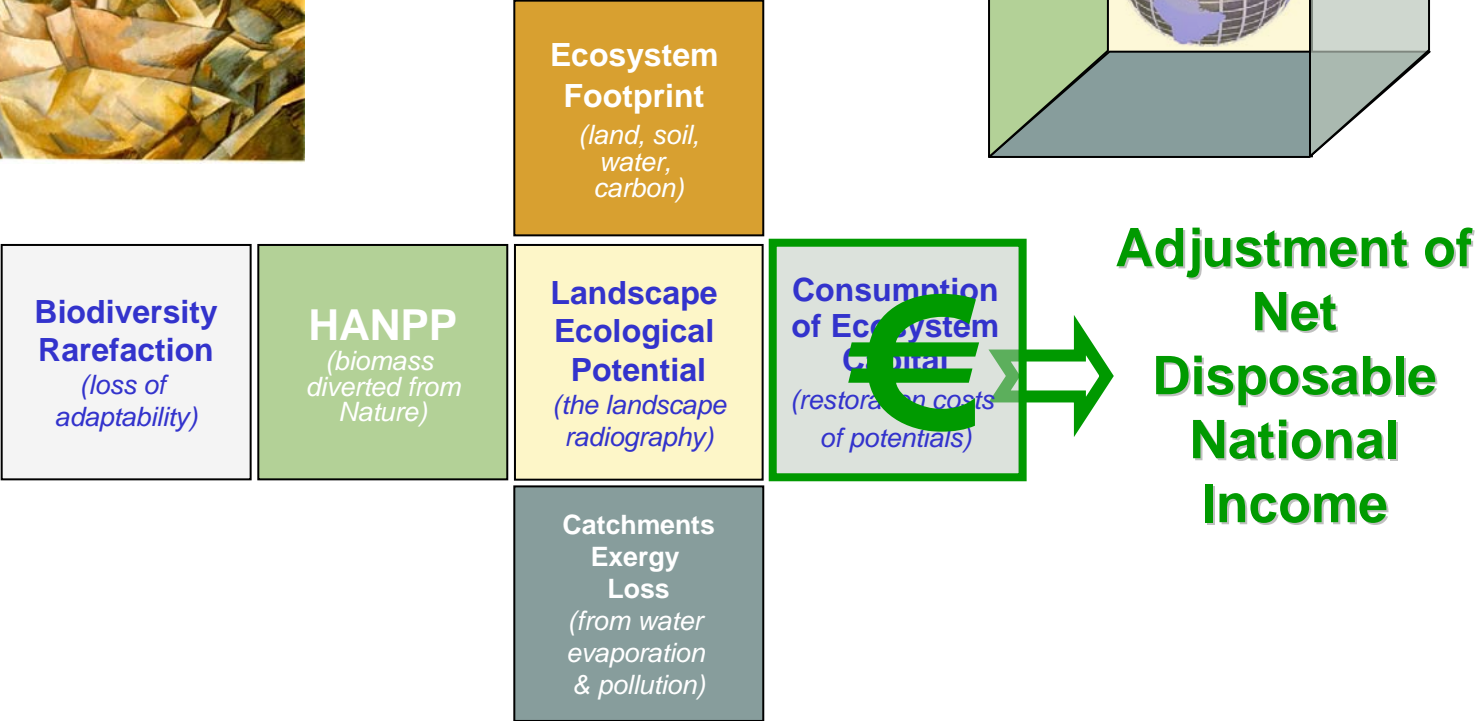 Ecosystem
Footprint
(land, soil,
water,
carbon)
Biodiversity
Rarefaction
(loss of
adaptability)
HANPP
(biomass
diverted from
Nature)
Landscape
Ecological
Potential
(the landscape
radiography)
Consumption
of Ecosystem
Capital
(restoration costs
of potentials)
€
Adjustment of
Net
Disposable
National
Income
Catchments
Exergy
Loss
(from water
evaporation
& pollution)